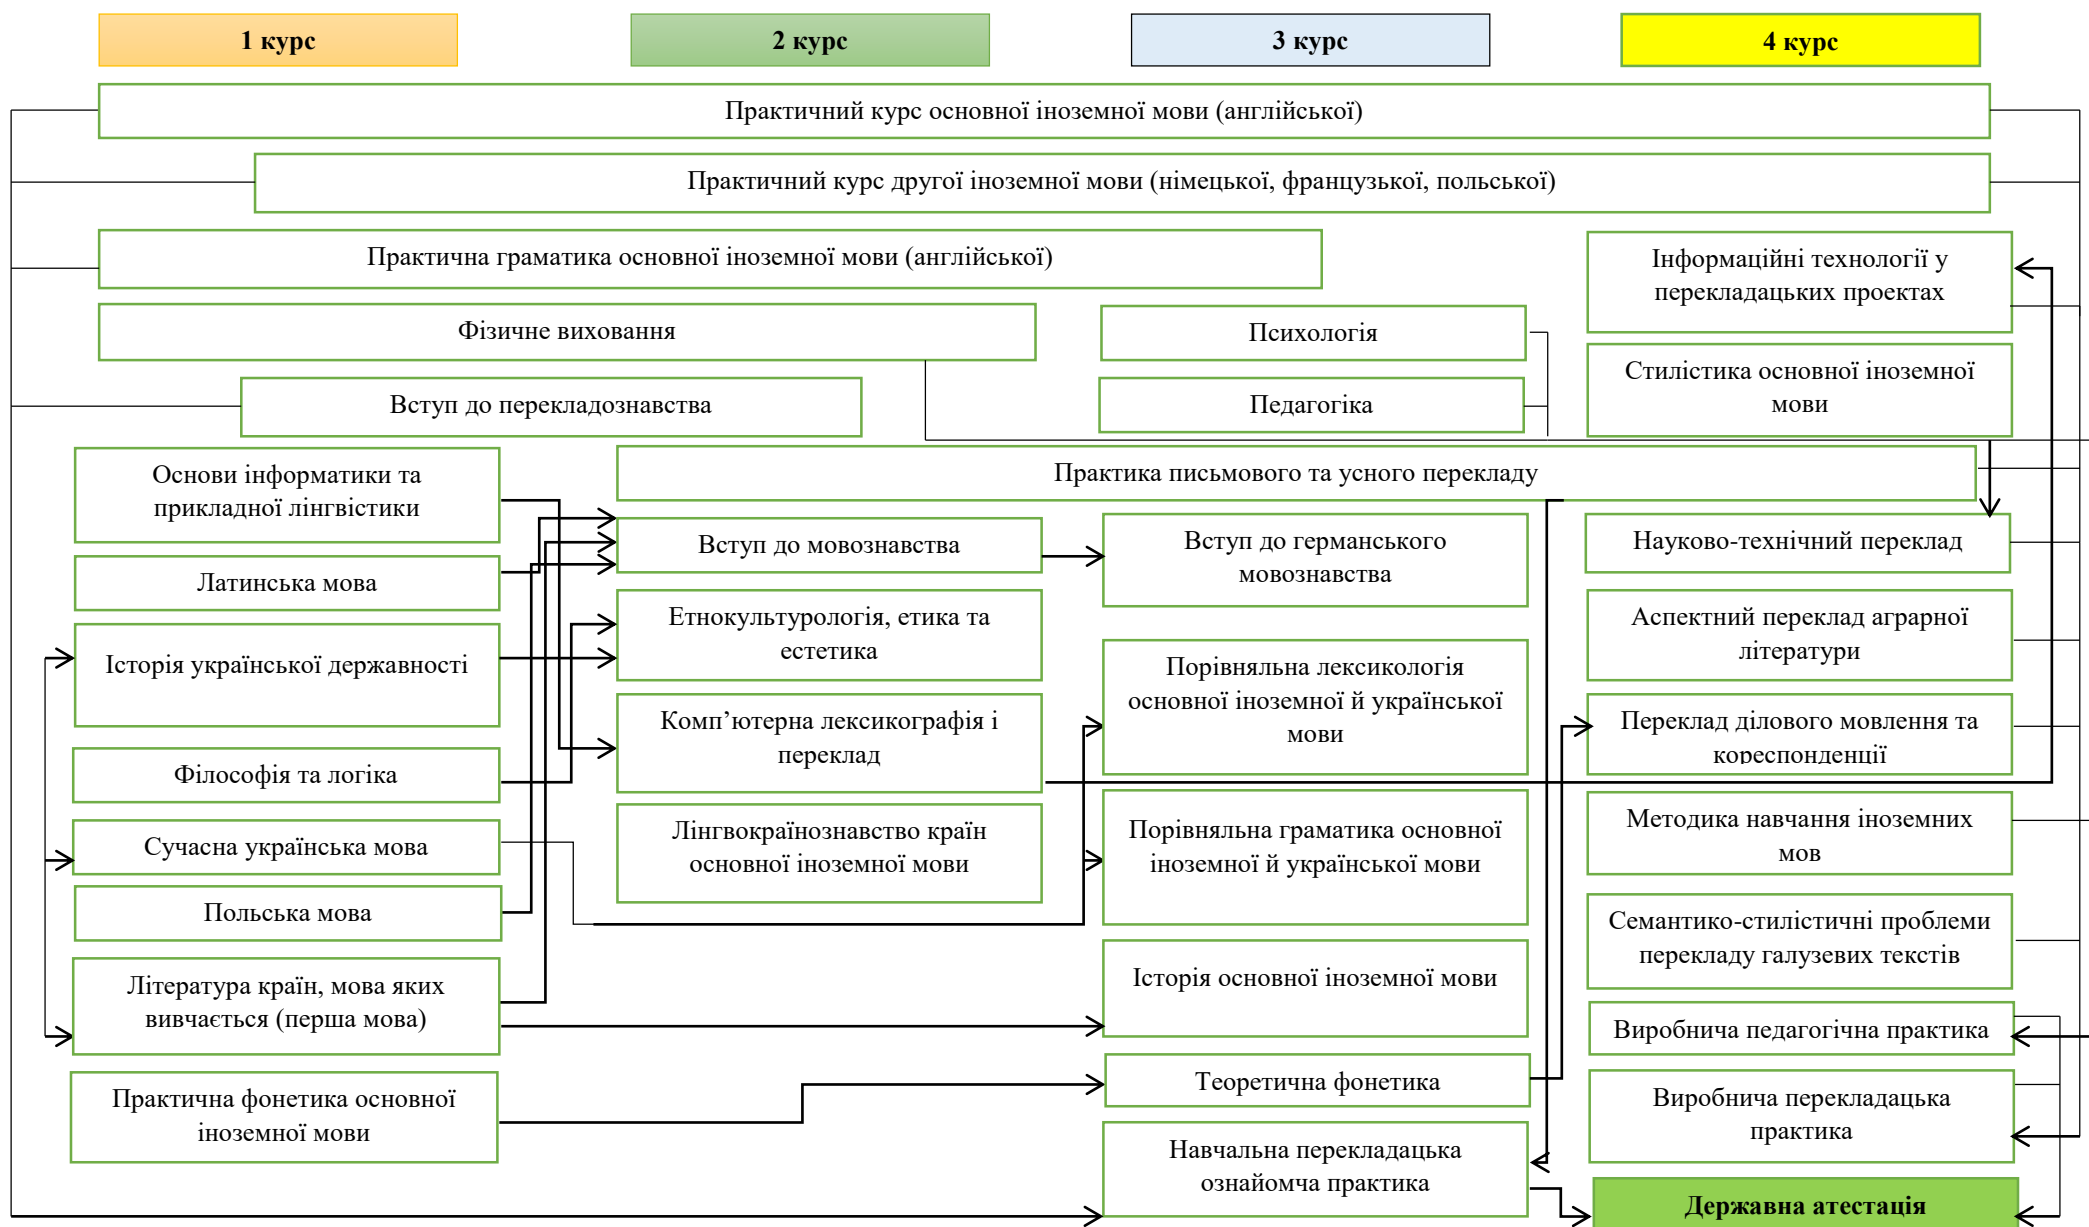 1 курс
2 курс
3 курс
4 курс
Практичний курс основної іноземної мови (англійської)
Практичний курс другої іноземної мови (німецької, французької, польської)
Практична граматика основної іноземної мови (англійської)
Інформаційні технології у
перекладацьких проектах
Фізичне виховання
Психологія
Стилістика основної іноземної
мови
Вступ до перекладознавства
Педагогіка
Основи інформатики та
прикладної лінгвістики
Практика письмового та усного перекладу
Латинська мова
Вступ до мовознавства
Вступ до германського
мовознавства
Науково-технічний переклад
Історія української державності
Етнокультурологія, етика та
естетика
Порівняльна лексикологія
основної іноземної й української
мови
Аспектний переклад аграрної
літератури
Філософія та логіка
Комп’ютерна лексикографія і
переклад
Переклад ділового мовлення та
кореспонденції
Сучасна українська мова
Лінгвокраїнознавство країн
основної іноземної мови
Порівняльна граматика основної
іноземної й української мови
Методика навчання іноземних
мов
Польська мова
Семантико-стилістичні проблеми
перекладу галузевих текстів
Література країн, мова яких
вивчається (перша мова)
Історія основної іноземної мови
Виробнича педагогічна практика
Практична фонетика основної
іноземної мови
Теоретична фонетика
Виробнича перекладацька
практика
Навчальна перекладацька
ознайомча практика
Державна атестація